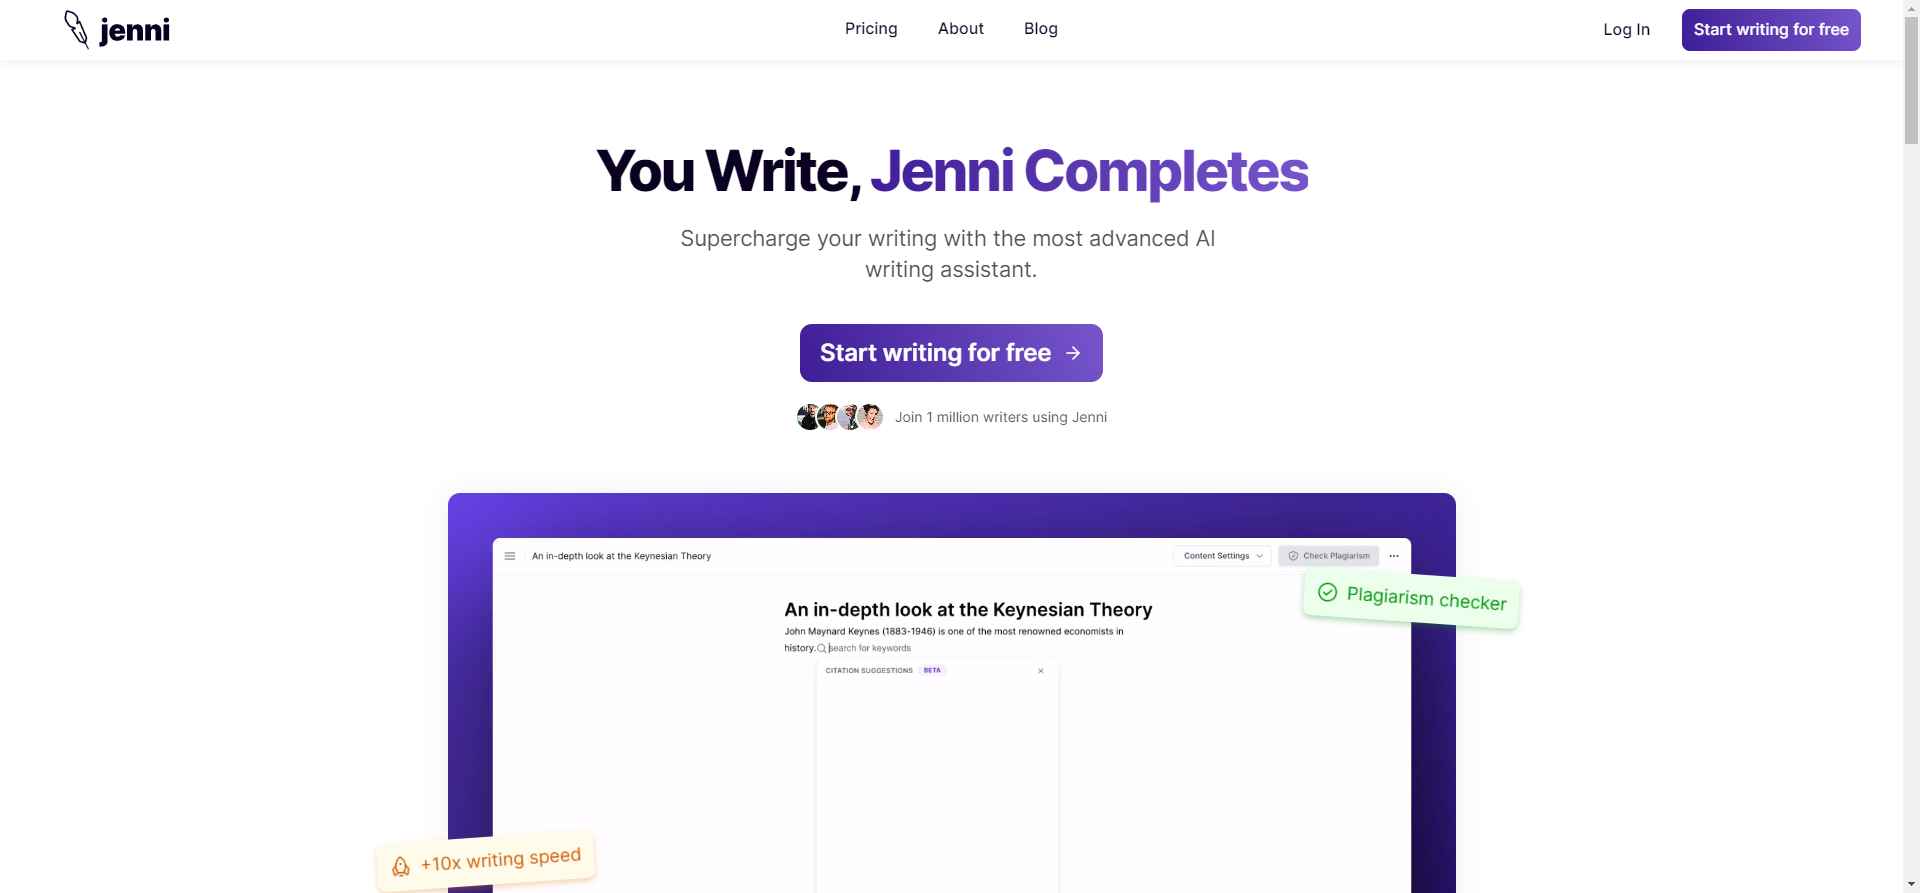 jenni
Pricing
About
Blog
Log In
Start writing for free
You Write, Jenni Completes
Supercharge your writing with the most advanced AI
writing assistant.
Start writing for free
Join 1 million writers using Jenni
An in-depth look at the Keynesian Theory
Content Settings
Check Plagiarism
Plagiarism checker
An in-depth look at the Keynesian Theory
John Maynard Keynes (1883-1946) is one of the most renowned economists in
history. search for keywords
CITATION SUGGESTIONS BETA
+10x writing speed